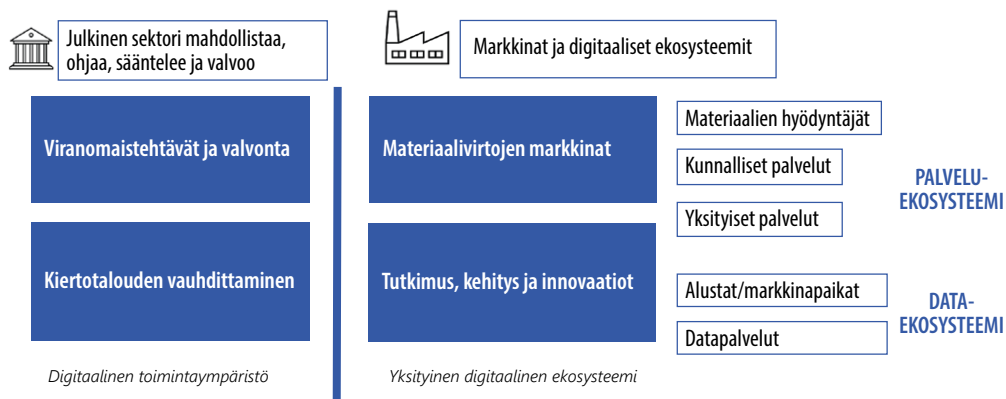 Julkinen sektori mahdollistaa,
ohjaa, sääntelee ja valvoo
Markkinat ja digitaaliset ekosysteemit
Viranomaistehtävät ja valvonta
Kiertotalouden vauhdittaminen
Digitaalinen toimintaympäristö
Materiaalivirtojen markkinat
Tutkimus, kehitys ja innovaatiot
Yksityinen digitaalinen ekosysteemi
Materiaalien hyödyntäjät
Kunnalliset palvelut
Yksityiset palvelut
PALVELU-
EKOSYSTEEMI
Alustat/markkinapaikat
Datapalvelut
DATA-
EKOSYSTEEMI